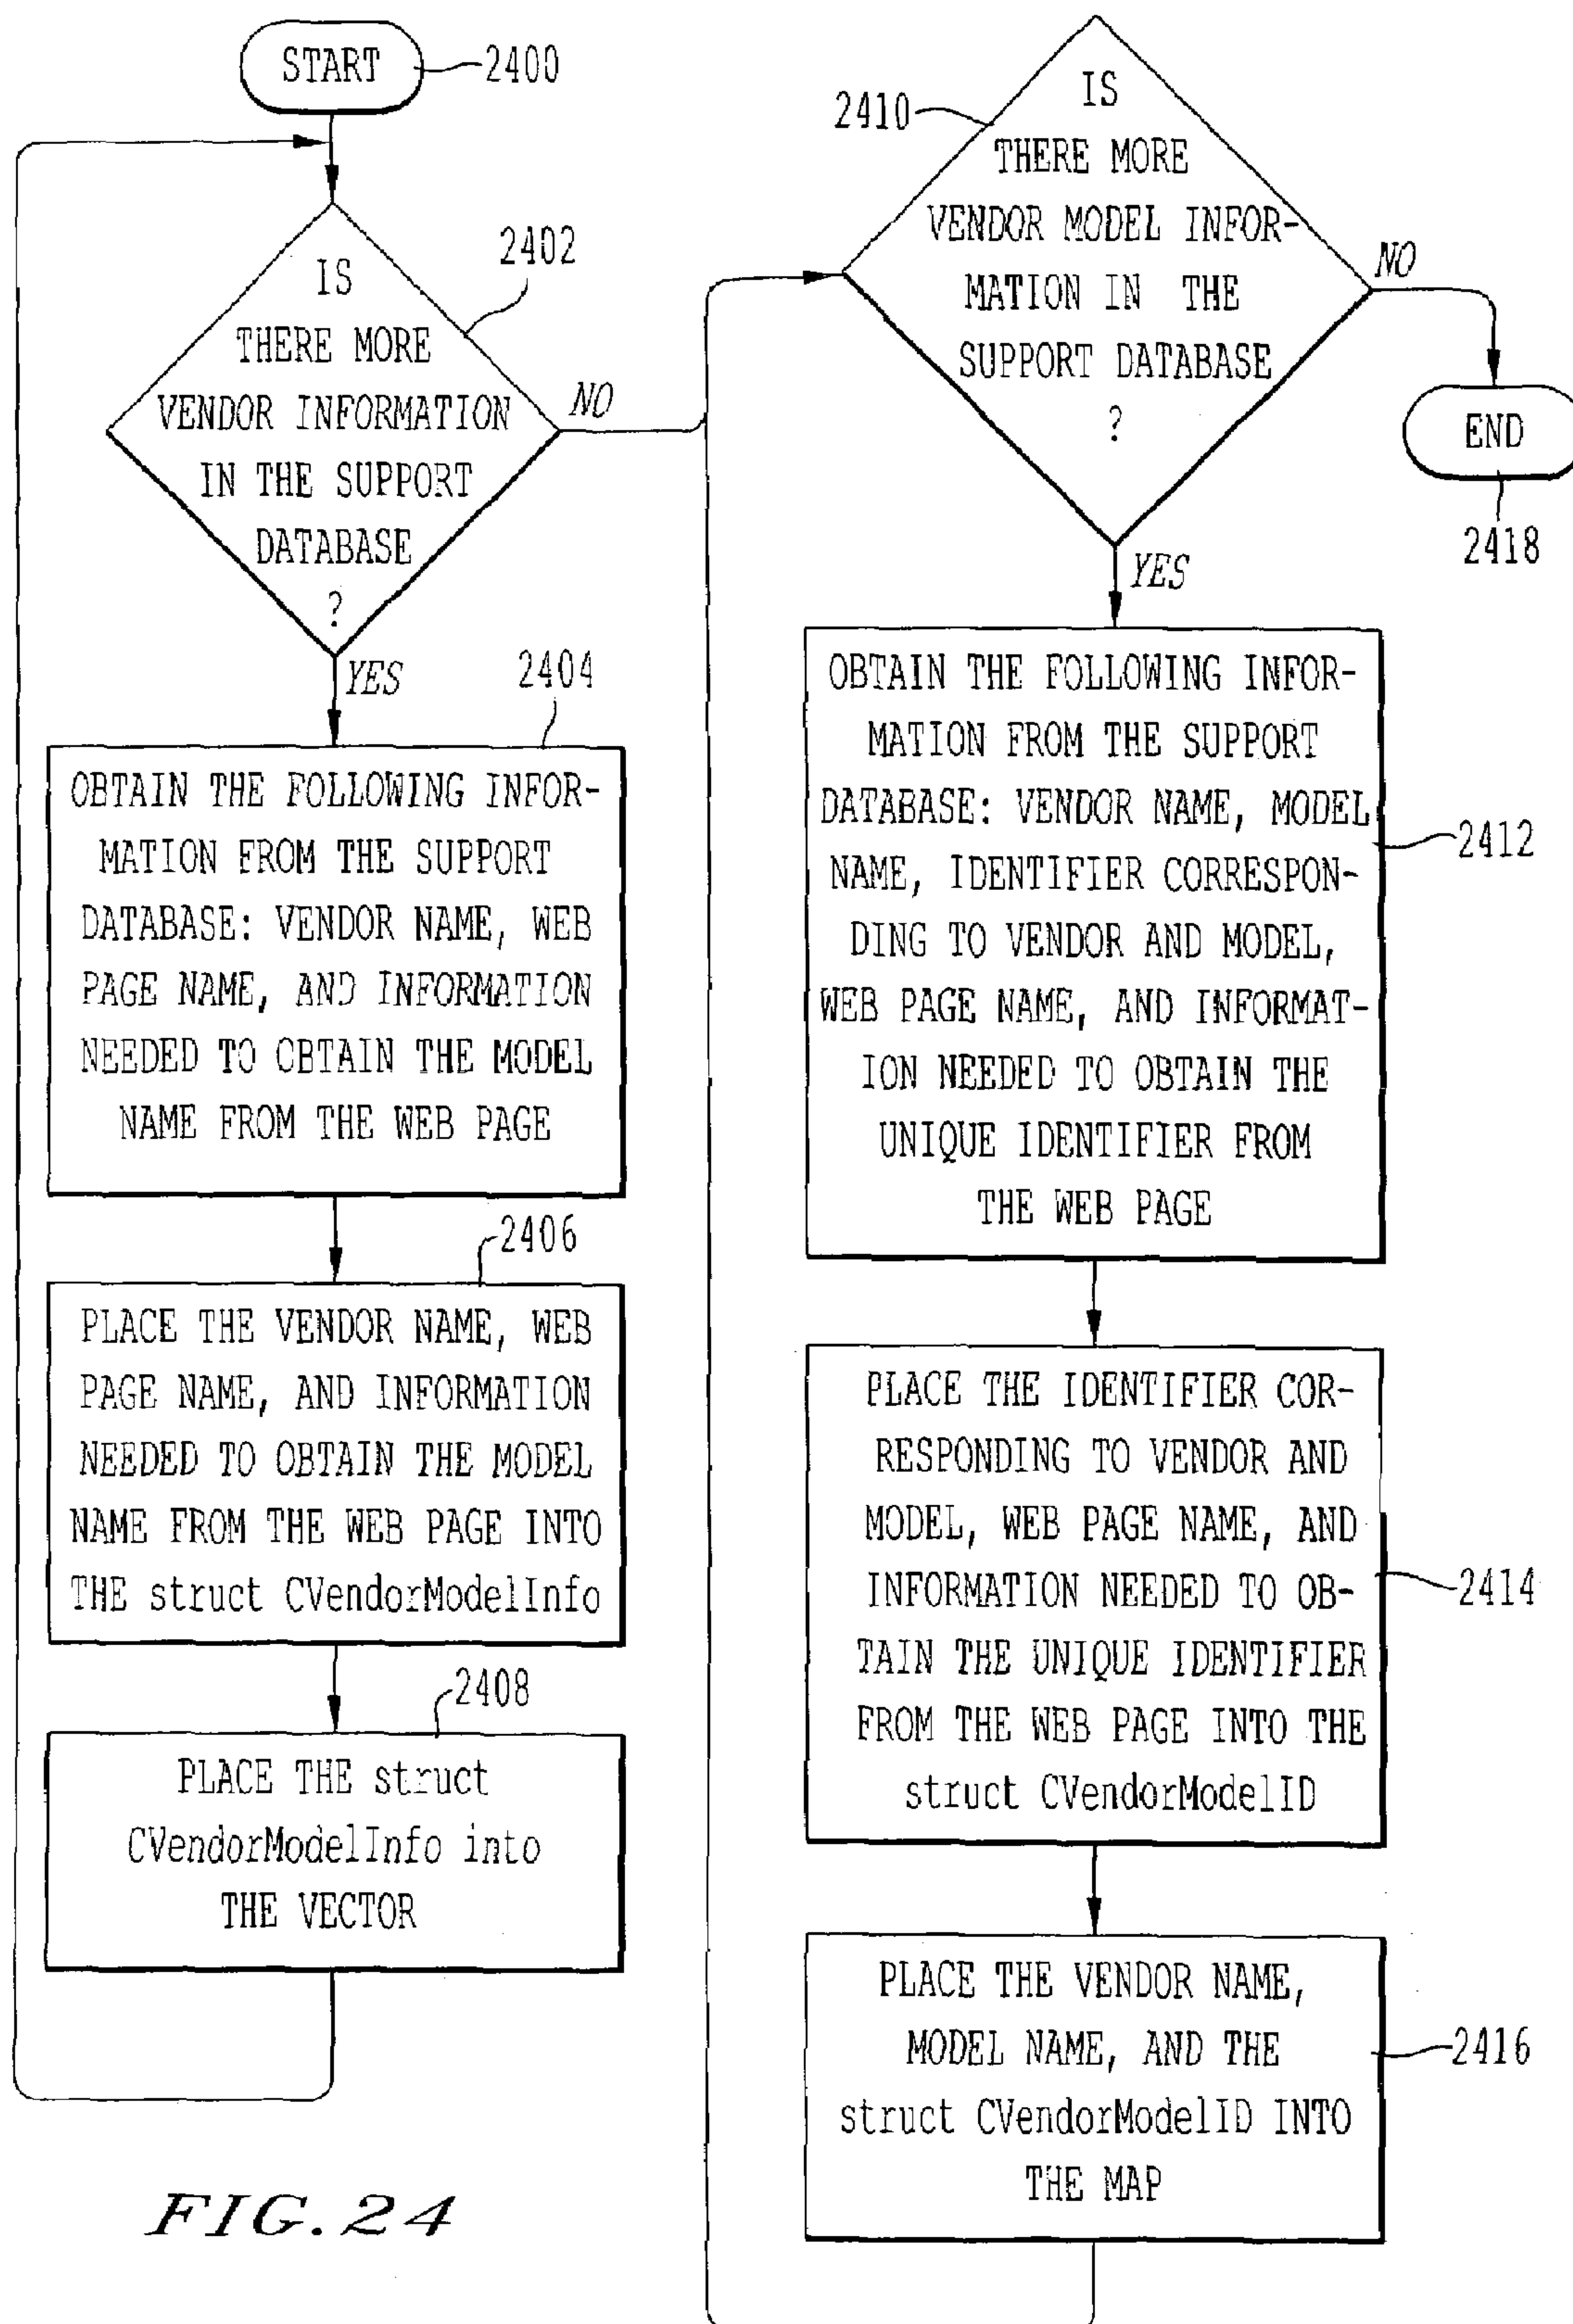 START
2400
2402
IS
THERE MORE
VENDOR INFORMATION
IN THE SUPPORT
DATABASE
?
NO
YES
2404
OBTAIN THE FOLLOWING INFOR-
MATION FROM THE SUPPORT
DATABASE: VENDOR NAME, WEB
PAGE NAME, AND INFORMATION
NEEDED TO OBTAIN THE MODEL
NAME FROM THE WEB PAGE
2406
PLACE THE VENDOR NAME, WEB
PAGE NAME, AND INFORMATION
NEEDED TO OBTAIN THE MODEL
NAME FROM THE WEB PAGE INTO
THE struct CVendorModelInfo
2408
PLACE THE struct
CVendorModelInfo into
THE VECTOR
2410
IS
THERE MORE
VENDOR MODEL INFOR-
MATION IN THE
SUPPORT DATABASE
?
NO
END
2418
YES
OBTAIN THE FOLLOWING INFOR-
MATION FROM THE SUPPORT
DATABASE: VENDOR NAME, MODEL
NAME, IDENTIFIER CORRESPON-
DING TO VENDOR AND MODEL,
WEB PAGE NAME, AND INFORMAT-
ION NEEDED TO OBTAIN THE
UNIQUE IDENTIFIER FROM
THE WEB PAGE
2412
PLACE THE IDENTIFIER COR-
RESPONDING TO VENDOR AND
MODEL, WEB PAGE NAME, AND
INFORMATION NEEDED TO OB-
TAIN THE UNIQUE IDENTIFIER
FROM THE WEB PAGE INTO THE
struct CVendorModelID
2414
PLACE THE VENDOR NAME,
MODEL NAME, AND THE
struct CVendorModelID INTO
THE MAP
2416
FIG. 24